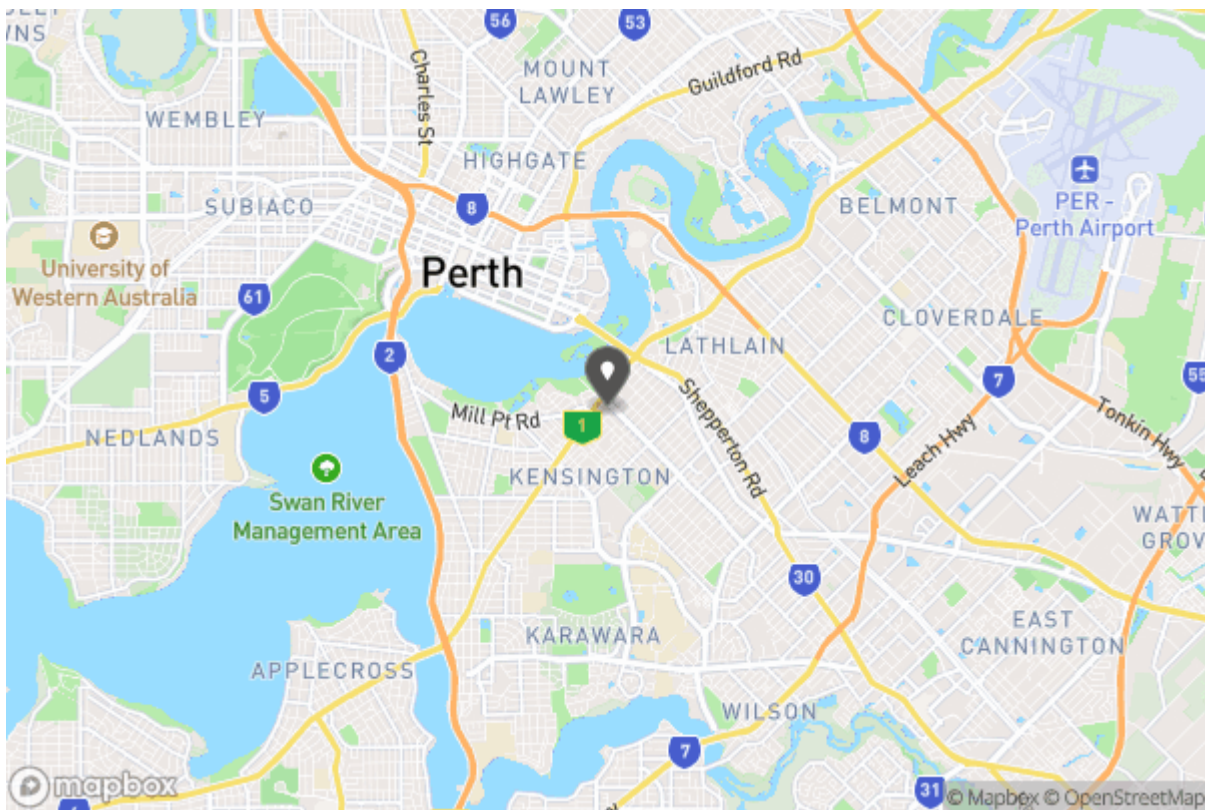 WNS
56
53
Charles St
MOUNT
LAWLEY
Guildford Rd
WEMBLEY
HIGHGATE
PER -
Perth Airport
SUBIACO
8
BELMONT
University of
Western Australia
Perth
61
CLOVERDALE
2
LATHLAIN
7
55
5
Mill Pt Rd
1
Shepperton Rd
Tonkin Hwy
NEDLANDS
8
Leach Hwy
KENSINGTON
Swan River
Management Area
WATTL
GROV
30
KARAWARA
EAST
CANNINGTON
APPLECROSS
WILSON
7
mapbox
31
© Mapbox © OpenStreetMap